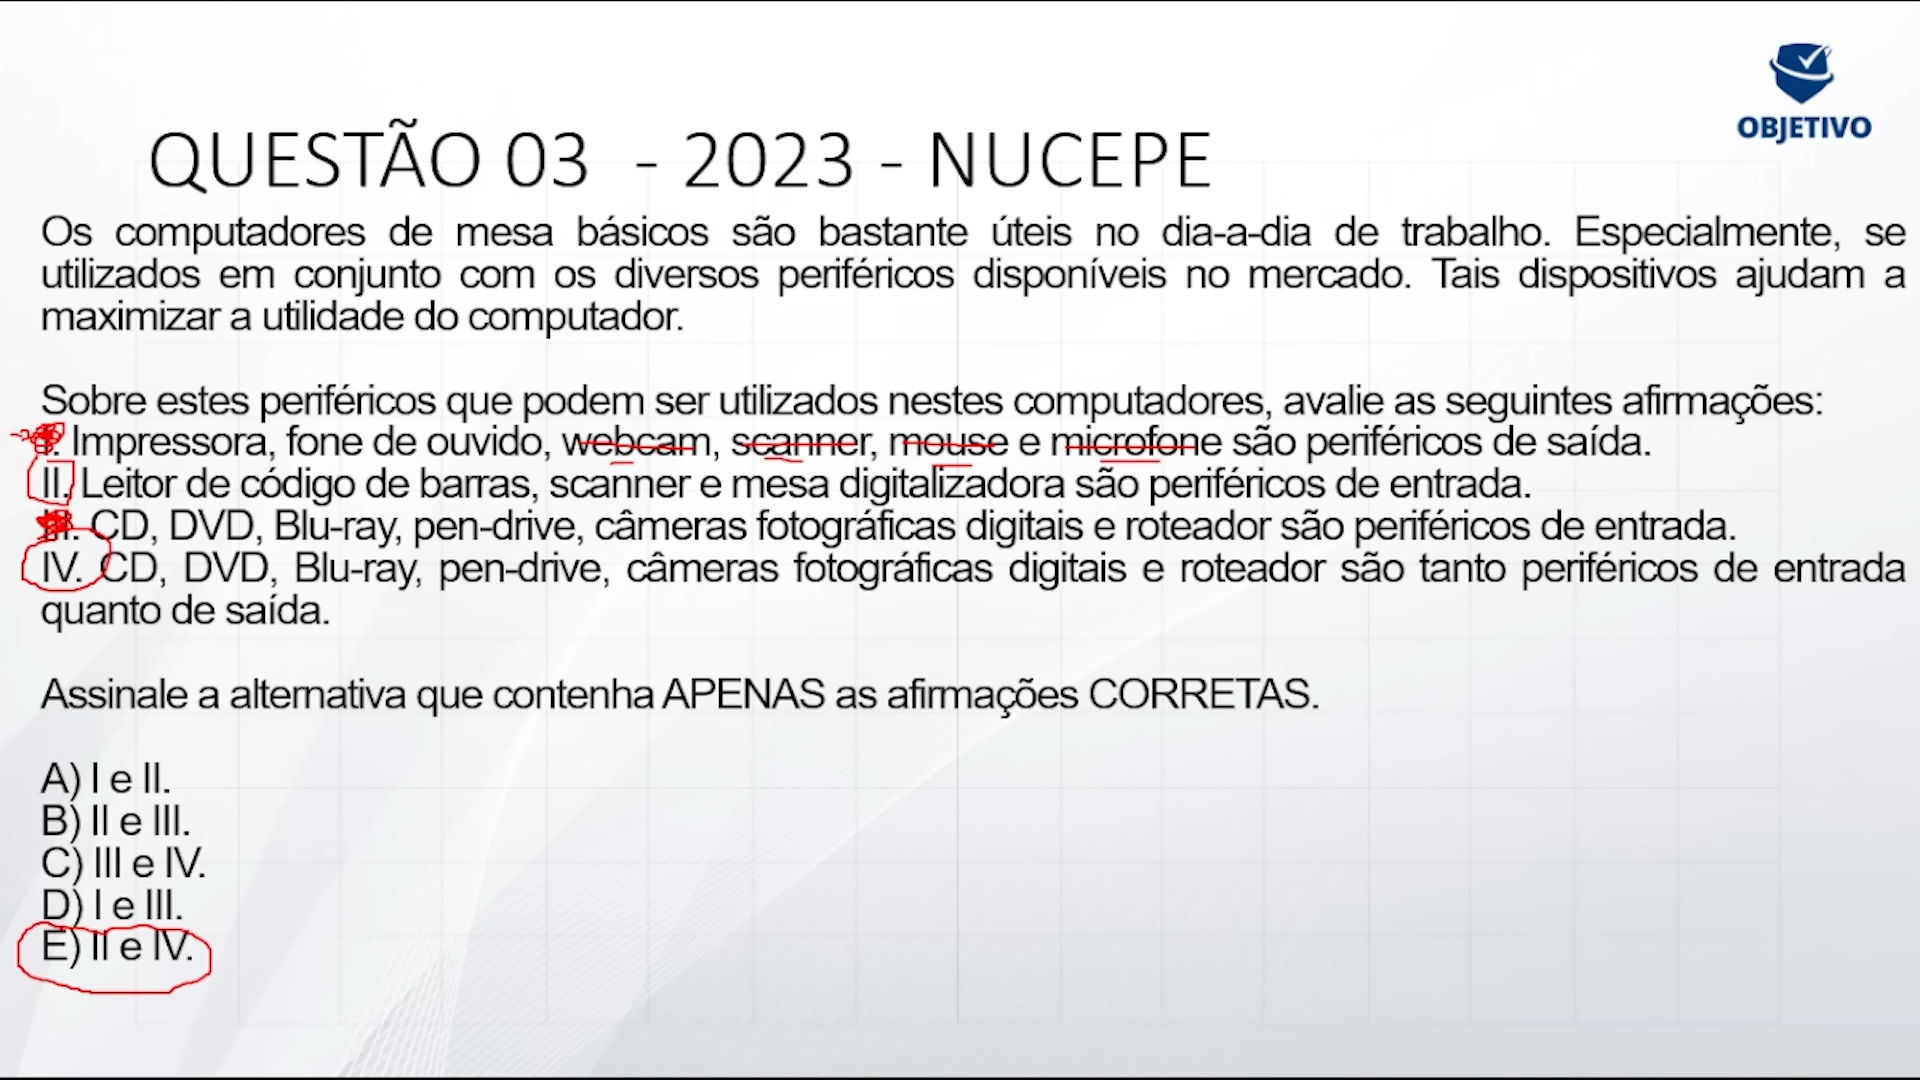 OBJETIVO
QUESTÃO 03 - 2023 - NUCEPE
Os computadores de mesa básicos são bastante úteis no dia-a-dia de trabalho. Especialmente, se
utilizados em conjunto com os diversos periféricos disponíveis no mercado. Tais dispositivos ajudam a
maximizar a utilidade do computador.
Sobre estes periféricos que podem ser utilizados nestes computadores, avalie as seguintes afirmações:
I. Impressora, fone de ouvido, webcam, scanner, mouse e microfone são periféricos de saída.
II. Leitor de código de barras, scanner e mesa digitalizadora são periféricos de entrada.
III. CD, DVD, Blu-ray, pen-drive, câmeras fotográficas digitais e roteador são periféricos de entrada.
IV. CD, DVD, Blu-ray, pen-drive, câmeras fotográficas digitais e roteador são tanto periféricos de entrada
quanto de saída.
Assinale a alternativa que contenha APENAS as afirmações CORRETAS.
A) I e II.
B) II e III.
C) III e IV.
D) I e III.
E) II e IV.